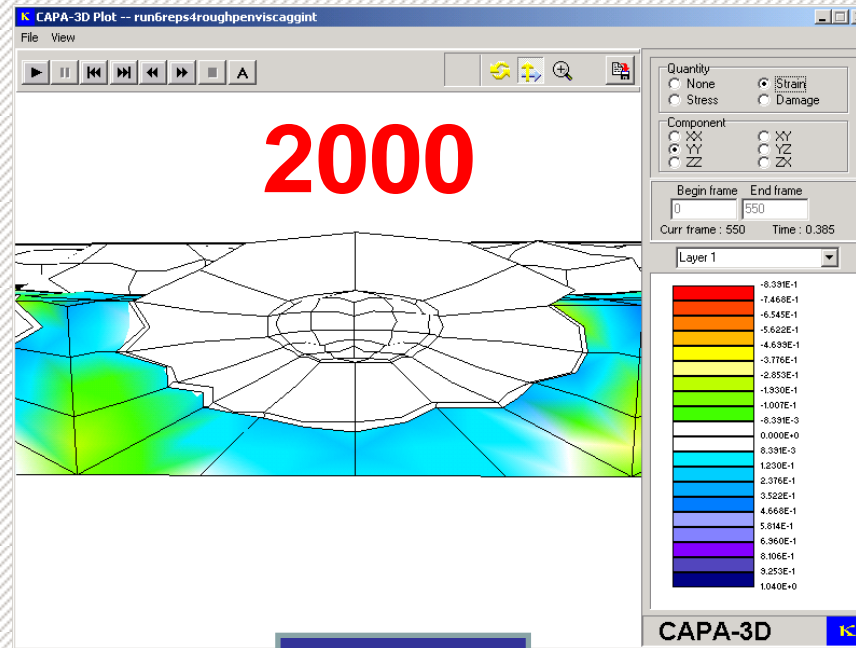 CAPA-3D Plot -- run6reps4roughpenviscaggint
File View
A
2000
Quantity
None Strain
Stress Damage
Component
XX XY
YY YZ
ZZ ZX
Begin frame End frame
0 550
Curr frame : 550 Time : 0.385
Layer 1
-8.391E-1
-7.468E-1
-6.545E-1
-5.622E-1
-4.699E-1
-3.776E-1
-2.853E-1
-1.930E-1
-1.007E-1
-8.391E-3
0.000E+0
8.391E-3
1.230E-1
2.376E-1
3.522E-1
4.668E-1
5.814E-1
6.960E-1
8.106E-1
9.253E-1
1.040E+0
CAPA-3D K